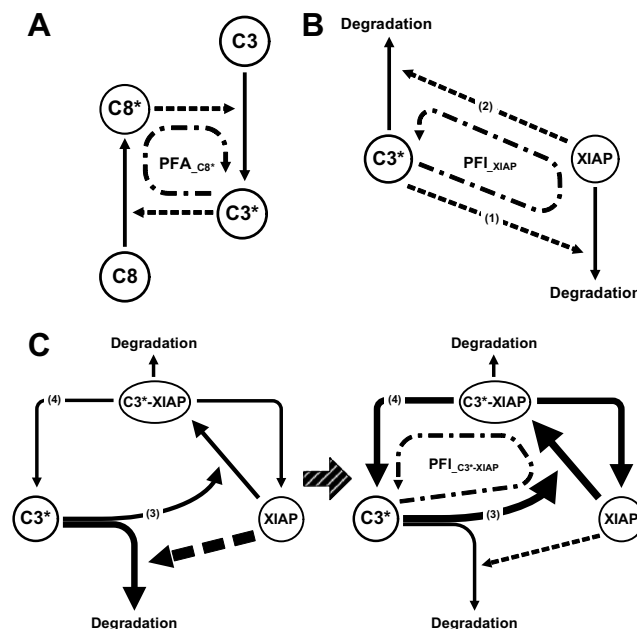 A
C3
C8*
PFA_C8*
C3*
C8
B
Degradation
(2)
C3*
PFI_XIAP
XIAP
(1)
Degradation
C
Degradation
(4)
C3*-XIAP
(3)
C3*
XIAP
Degradation
Degradation
(4)
C3*-XIAP
PFI_C3*-XIAP
(3)
C3*
XIAP
Degradation